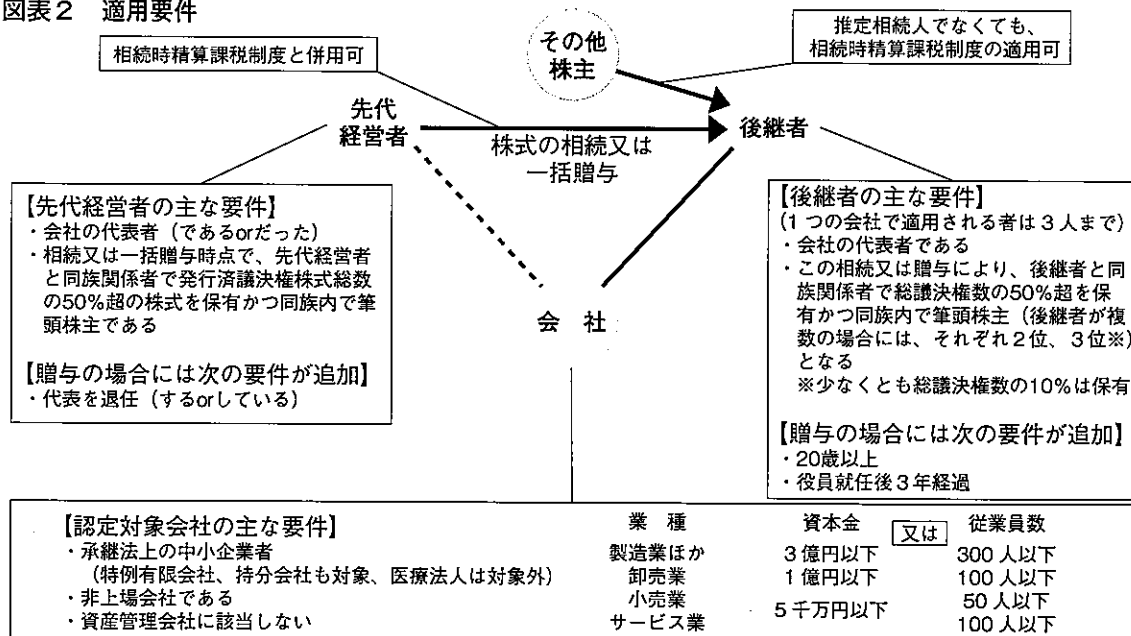 図表2 適用要件
相続時精算課税制度と併用可
その他
株主
推定相続人でなくても、
相続時精算課税制度の適用可
先代
経営者
株式の相続又は
一括贈与
後継者
【先代経営者の主な要件】
・会社の代表者（であるorだった）
・相続又は一括贈与時点で、先代経営者
と同族関係者で発行済議決権株式総数
の50％超の株式を保有かつ同族内で筆
頭株主である
【贈与の場合には次の要件が追加】
・代表を退任（するorしている）
会 社
【後継者の主な要件】
(1つの会社で適用される者は3人まで)
・会社の代表者である
・この相続又は贈与により、後継者と同
族関係者で総議決権数の50％超を保
有かつ同族内で筆頭株主（後継者が複
数の場合には、それぞれ2位、3位※）
となる
※少なくとも総議決権数の10％は保有
【贈与の場合には次の要件が追加】
・20歳以上
・役員就任後3年経過
【認定対象会社の主な要件】
・承継法上の中小企業者
（特例有限会社、持分会社も対象、医療法人は対象外）
・非上場会社である
・資産管理会社に該当しない
業 種 資本金 又は 従業員数
製造業ほか 3億円以下 300人以下
卸売業 1億円以下 100人以下
小売業 5千万円以下 50人以下
サービス業 100人以下